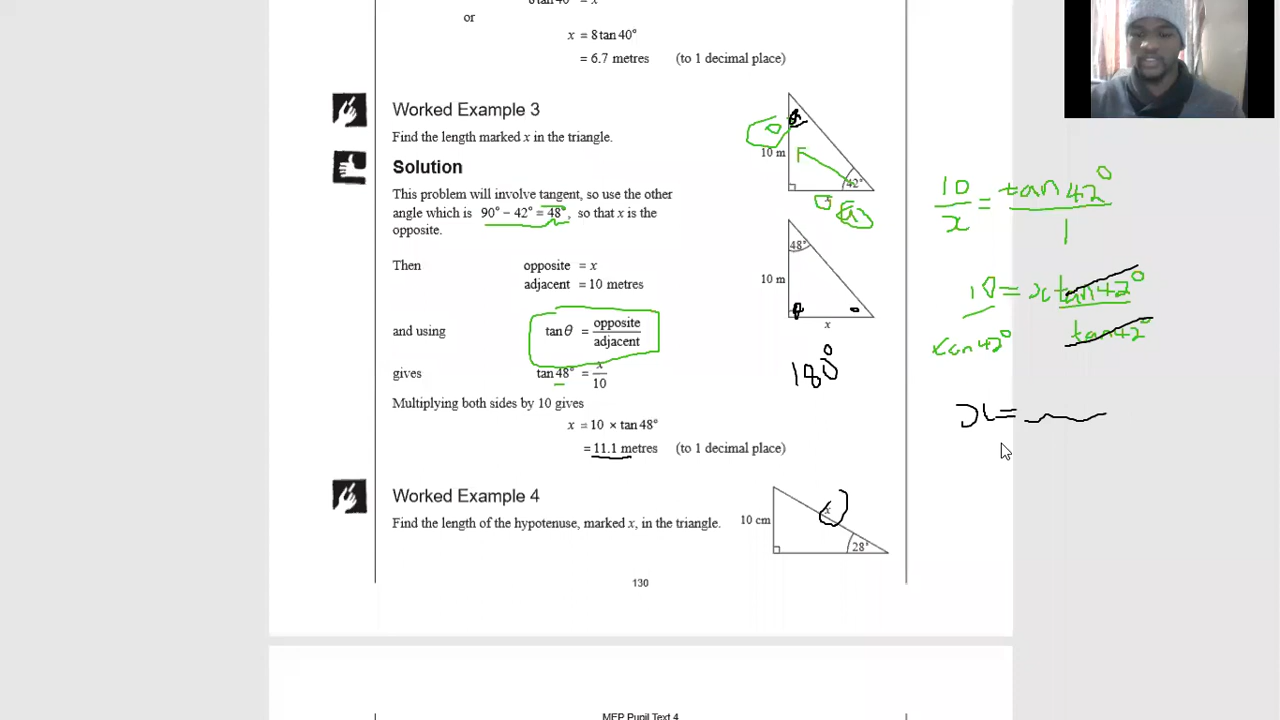 or
x = 8 tan 40°
= 6.7 metres (to 1 decimal place)
Worked Example 3
Find the length marked x in the triangle.
Solution
This problem will involve tangent, so use the other
angle which is 90° − 42° = 48°, so that x is the
opposite.
Then opposite = x
adjacent = 10 metres
and using tan θ = opposite / adjacent
gives tan 48° = x / 10
Multiplying both sides by 10 gives
x = 10 × tan 48°
= 11.1 metres (to 1 decimal place)
Worked Example 4
Find the length of the hypotenuse, marked x, in the triangle.
130
MEP Pupil Text 4
10 m
42°
48°
10 m
x
180°
10 cm
x
28°
10 / x = tan 42° / 1
10 = x tan 42°
tan 42° tan 42°
x =